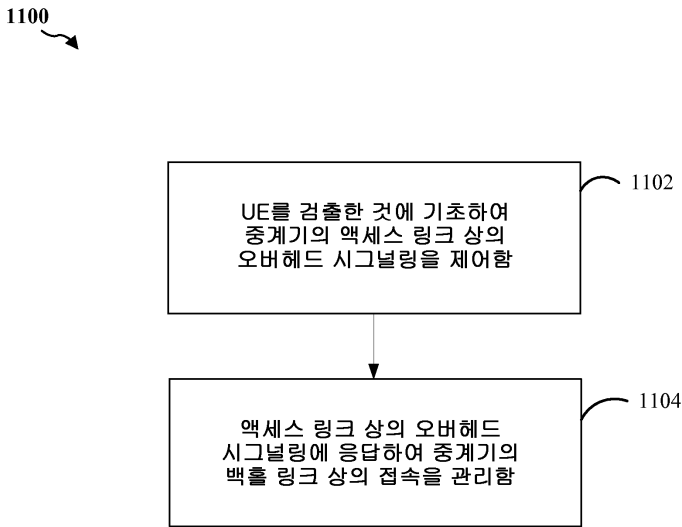 1100
UE를 검출한 것에 기초하여
중계기의 액세스 링크 상의
오버헤드 시그널링을 제어함
1102
액세스 링크 상의 오버헤드
시그널링에 응답하여 중계기의
백홀 링크 상의 접속을 관리함
1104